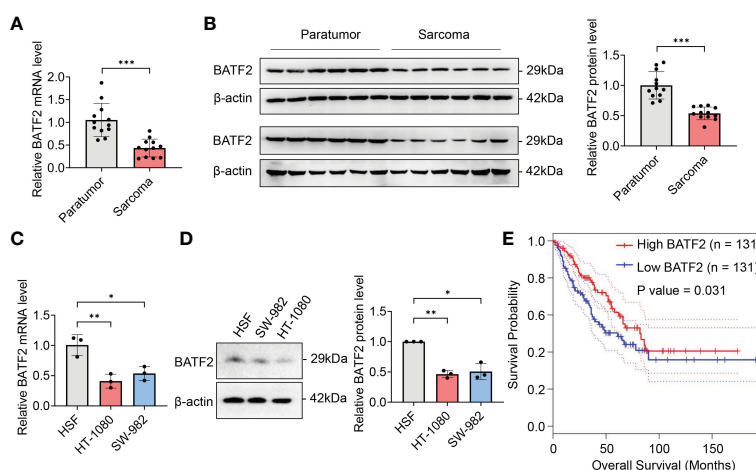 A
Relative BATF2 mRNA level
2.0
1.5
1.0
0.5
0.0
***
Paratumor
Sarcoma
B
Paratumor
Sarcoma
BATF2
29kDa
β-actin
42kDa
BATF2
29kDa
β-actin
42kDa
Relative BATF2 protein level
2.0
1.5
1.0
0.5
0.0
***
Paratumor
Sarcoma
C
Relative BATF2 mRNA level
1.5
1.0
0.5
0.0
*
**
HSF
HT-1080
SW-982
D
HSF
SW-982
HT-1080
BATF2
29kDa
β-actin
42kDa
Relative BATF2 protein level
1.5
1.0
0.5
0.0
*
**
HSF
HT-1080
SW-982
E
Survival Probability
1.0
0.6
0.4
0.2
0.2
0.0
High BATF2 (n = 131
Low BATF2 (n = 131)
P value = 0.031
0
50
100
150
Overall Survival (Months)